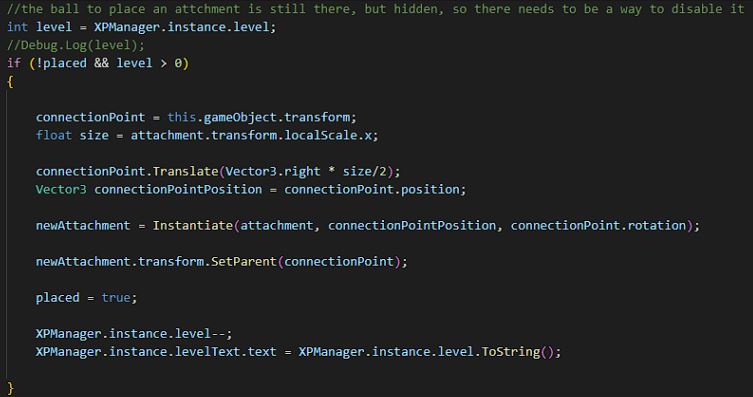 //the ball to place an attchment is still there, but hidden, so there needs to be a way to disable it
int level = XPManager.instance.level;
//Debug.Log(level);
if (!placed && level > 0)
{
connectionPoint = this.gameObject.transform;
float size = attachment.transform.localScale.x;
connectionPoint.Translate(Vector3.right * size/2);
Vector3 connectionPointPosition = connectionPoint.position;
newAttachment = Instantiate(attachment, connectionPointPosition, connectionPoint.rotation);
newAttachment.transform.SetParent(connectionPoint);
placed = true;
XPManager.instance.level--;
XPManager.instance.levelText.text = XPManager.instance.level.ToString();
}